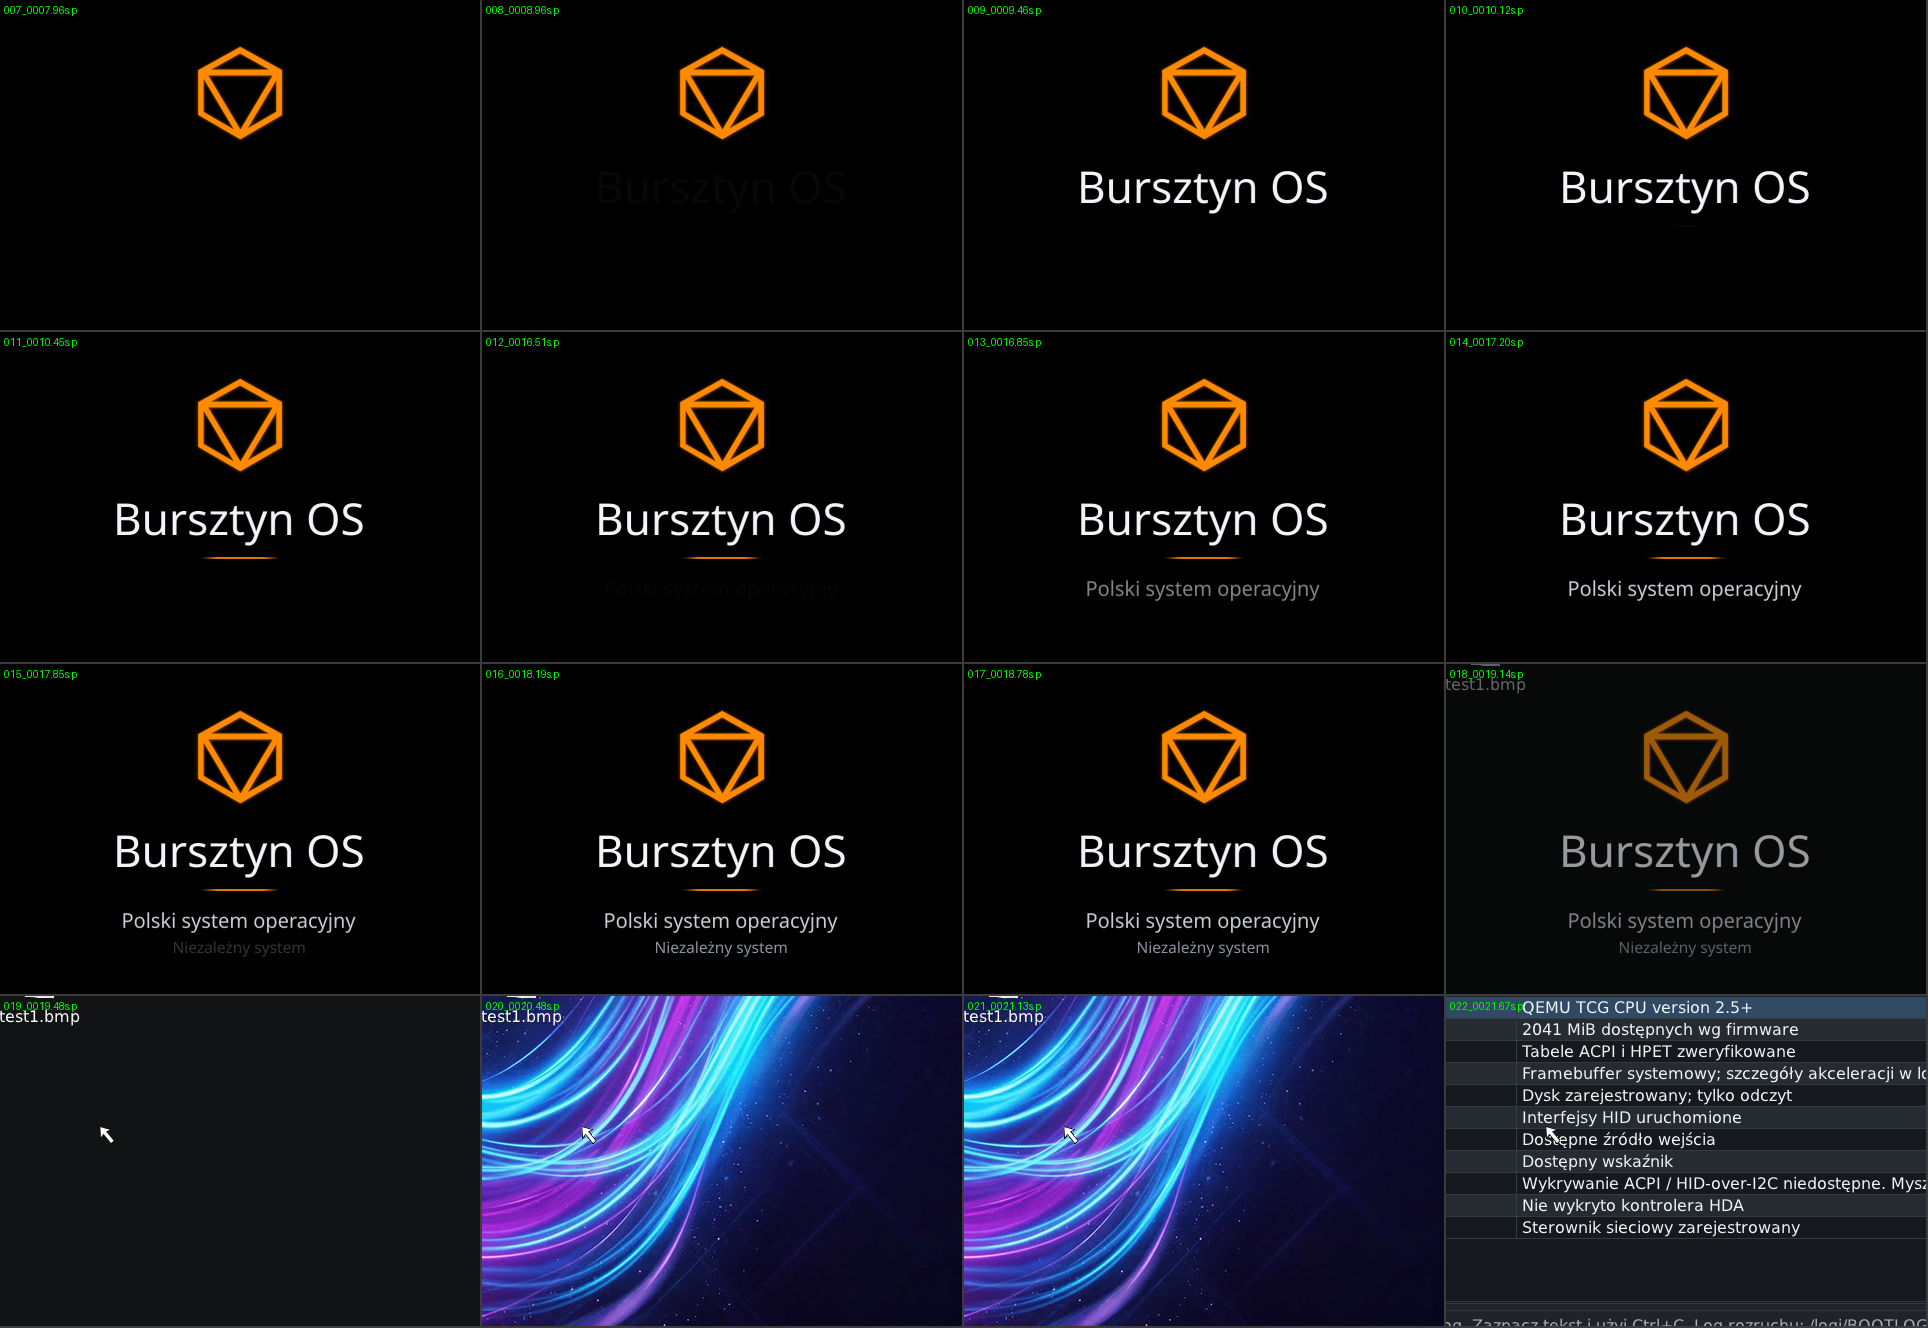 007_0007.96s.p
008_0008.96s.p
009_0009.46s.p
010_0010.12s.p
Bursztyn OS
Bursztyn OS
Bursztyn OS
011_0010.45s.p
012_0016.51s.p
013_0016.85s.p
014_0017.20s.p
Bursztyn OS
Bursztyn OS
Bursztyn OS
Bursztyn OS
Polski system operacyjny
Polski system operacyjny
Polski system operacyjny
015_0017.85s.p
016_0018.19s.p
017_0018.78s.p
018_0019.14s.p
test1.bmp
Bursztyn OS
Bursztyn OS
Bursztyn OS
Bursztyn OS
Polski system operacyjny
Polski system operacyjny
Polski system operacyjny
Polski system operacyjny
Niezależny system
Niezależny system
Niezależny system
Niezależny system
019_0019.48s.p
test1.bmp
020_0020.48s.p
test1.bmp
021_0021.13s.p
test1.bmp
022_0021.67s.p
QEMU TCG CPU version 2.5+
2041 MiB dostępnych wg firmware
Tabele ACPI i HPET zweryfikowane
Framebuffer systemowy; szczegóły akceleracji w lo
Dysk zarejestrowany; tylko odczyt
Interfejsy HID uruchomione
Dostępne źródło wejścia
Dostępny wskaźnik
Wykrywanie ACPI / HID-over-I2C niedostępne. Mysz
Nie wykryto kontrolera HDA
Sterownik sieciowy zarejestrowany
og. Zaznacz tekst i użyj Ctrl+C. Log rozruchu: /logi/BOOTLOG